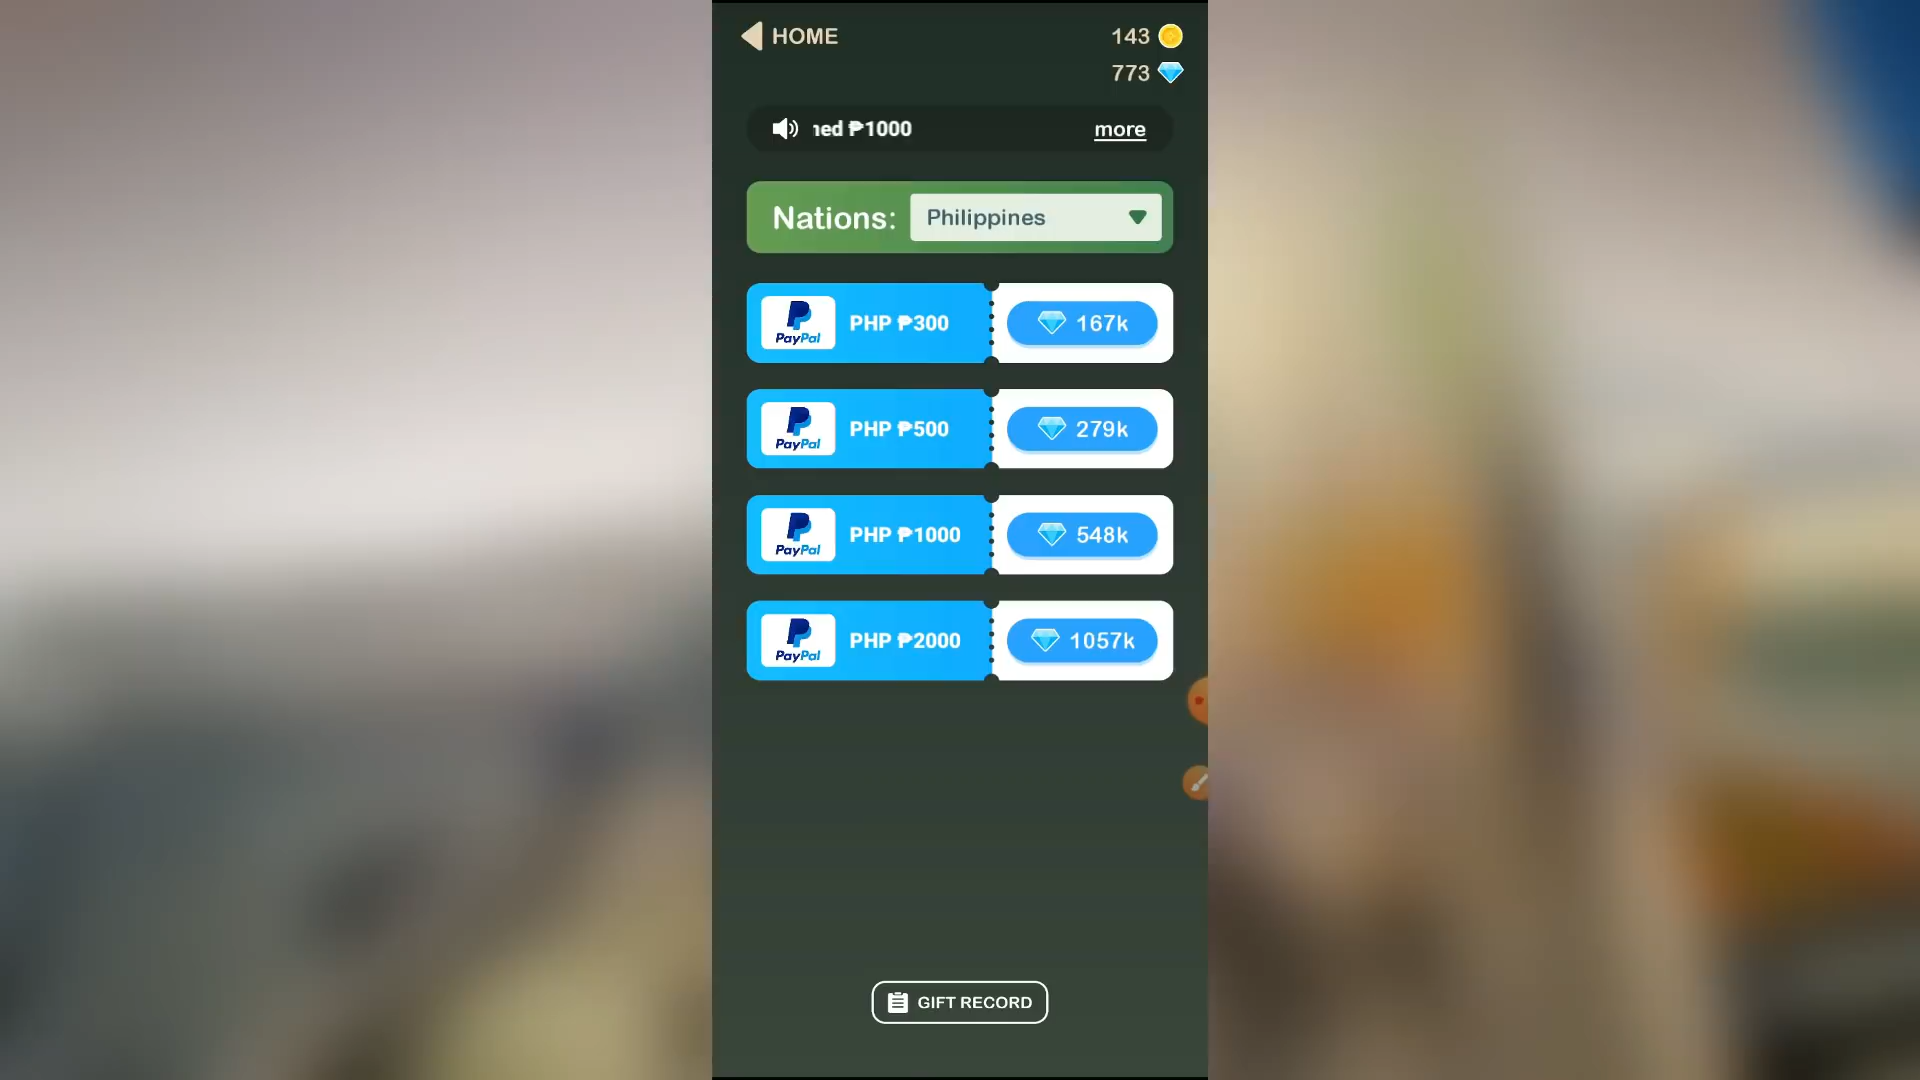 HOME
143
773
ned ₱1000
more
Nations: Philippines
PayPal PHP ₱300 167k
PayPal PHP ₱500 279k
PayPal PHP ₱1000 548k
PayPal PHP ₱2000 1057k
GIFT RECORD